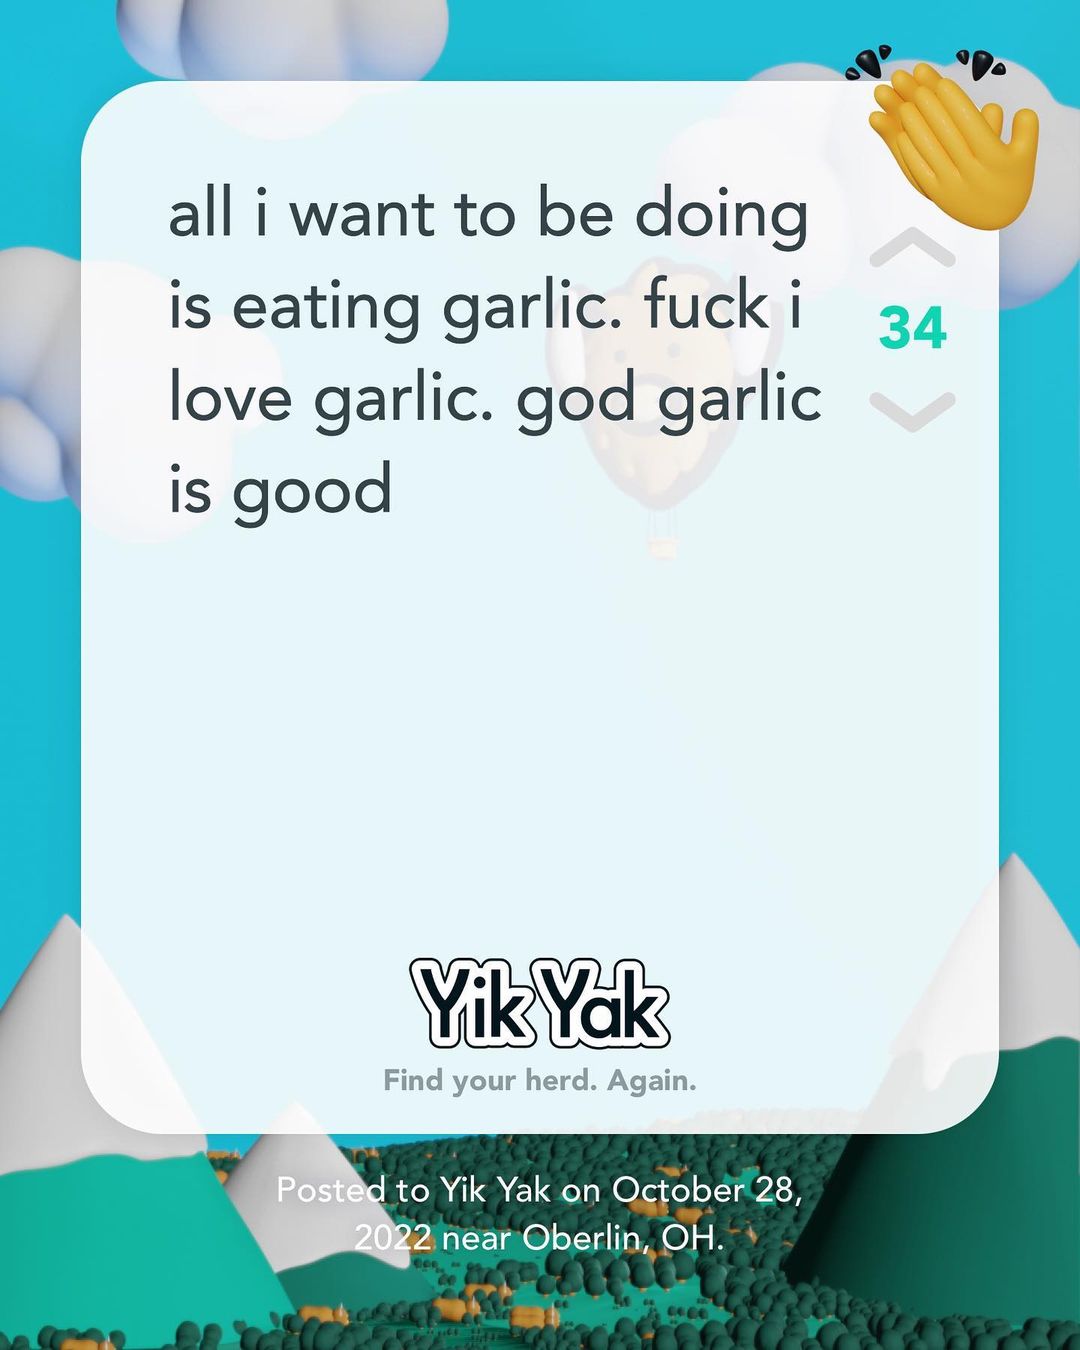 all i want to be doing
is eating garlic. fuck i
love garlic. god garlic
is good
34
Yik Yak
Find your herd. Again.
Posted to Yik Yak on October 28,
2022 near Oberlin, OH.